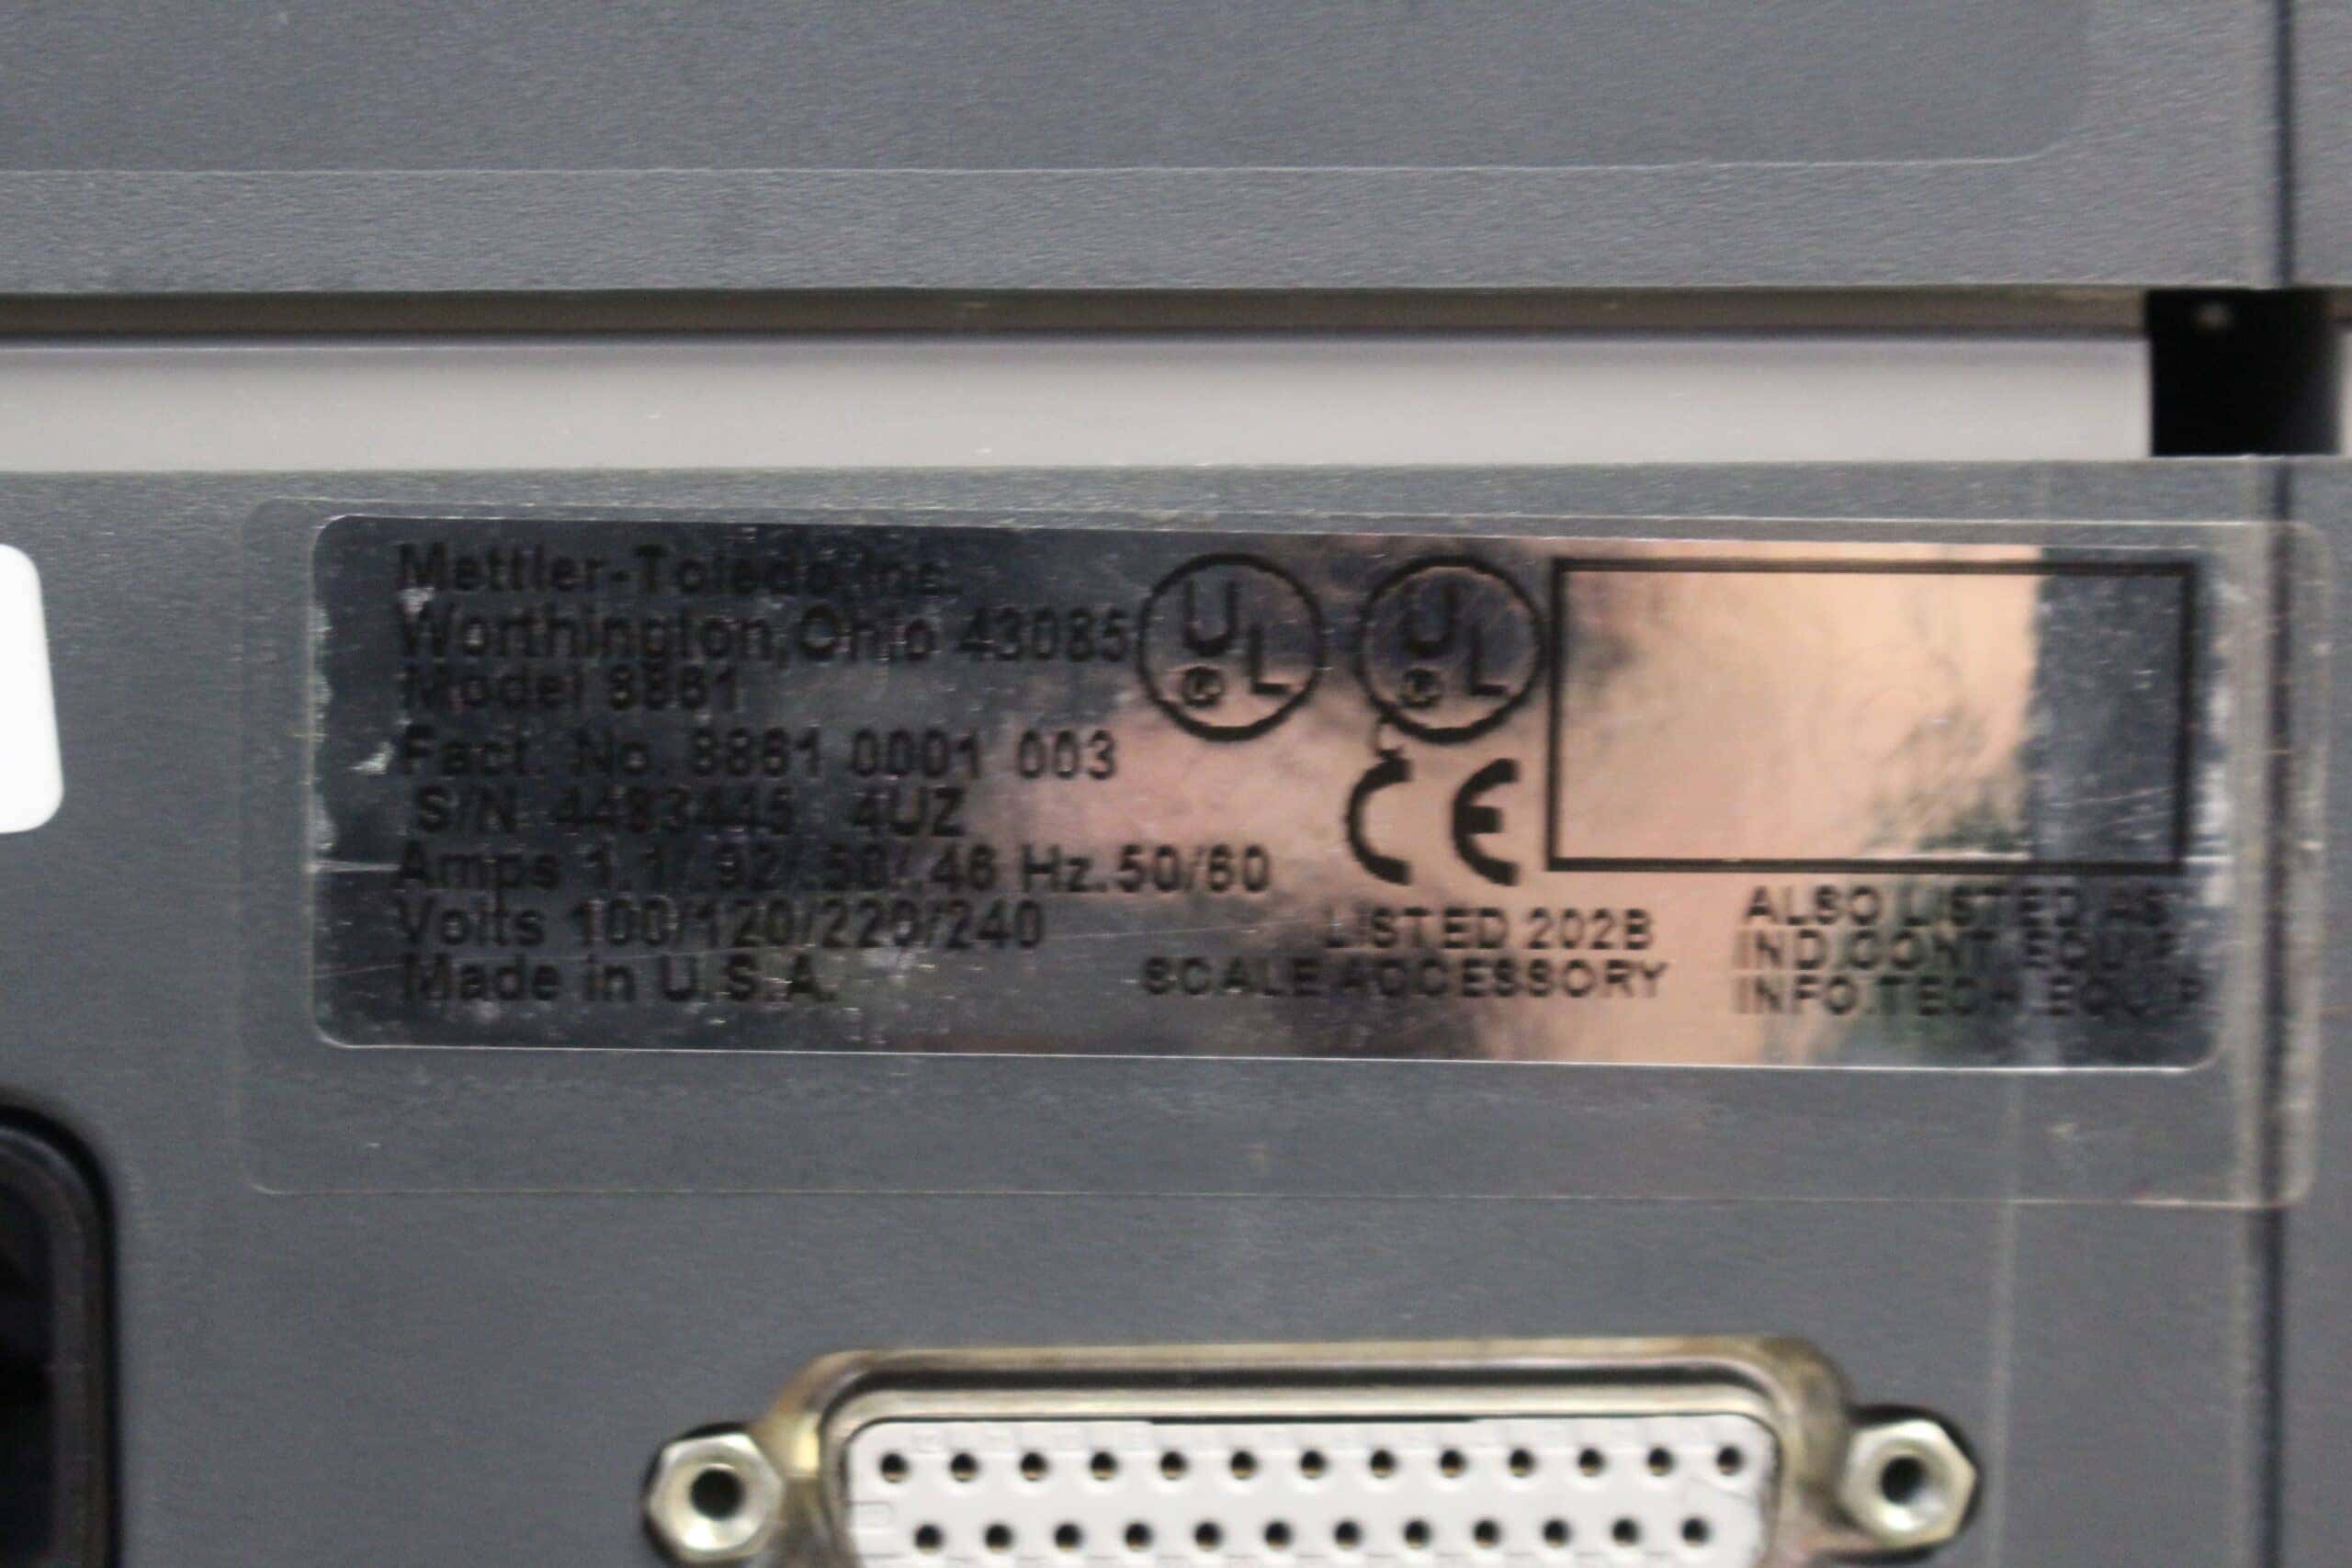 Mettler-Toledo, Inc.
Worthington, Ohio 43085
Model 8861
Fact. No. 8861 0001 003
S/N 4483445 4UZ
Amps 1.1/.92/.50/.46 Hz.50/60
Volts 100/120/220/240
Made in U.S.A.
UL ® UL ®
CE
LISTED 202B
SCALE ACCESSORY
ALSO LISTED AS
IND.CONT.EQUIP.
INFO.TECH.EQUIP